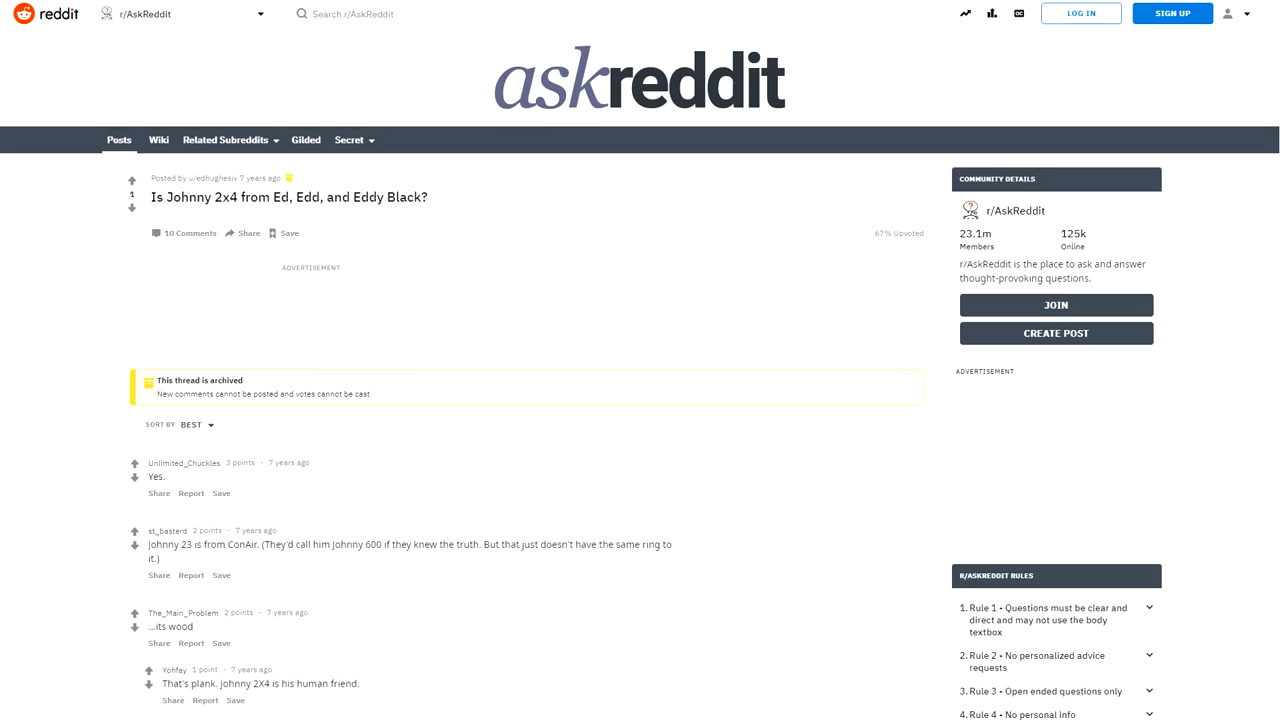 reddit
r/AskReddit
Search r/AskReddit
LOG IN
SIGN UP
askreddit
Posts
Wiki
Related Subreddits
Gilded
Secret
Posted by u/edhughesiv 7 years ago
1
Is Johnny 2x4 from Ed, Edd, and Eddy Black?
10 Comments
Share
Save
67% Upvoted
ADVERTISEMENT
This thread is archived
New comments cannot be posted and votes cannot be cast
SORT BY BEST
Unlimited_Chuckles 3 points · 7 years ago
Yes.
Share Report Save
st_basterd 2 points · 7 years ago
Johnny 23 is from ConAir. (They'd call him Johnny 600 if they knew the truth. But that just doesn't have the same ring to
it.)
Share Report Save
The_Main_Problem 2 points · 7 years ago
...its wood
Share Report Save
Yohfay 1 point · 7 years ago
That's plank. Johnny 2X4 is his human friend.
Share Report Save
COMMUNITY DETAILS
r/AskReddit
23.1m
Members
125k
Online
r/AskReddit is the place to ask and answer
thought-provoking questions.
JOIN
CREATE POST
ADVERTISEMENT
R/ASKREDDIT RULES
1. Rule 1 - Questions must be clear and
direct and may not use the body
textbox
2. Rule 2 - No personalized advice
requests
3. Rule 3 - Open ended questions only
4. Rule 4 - No personal info